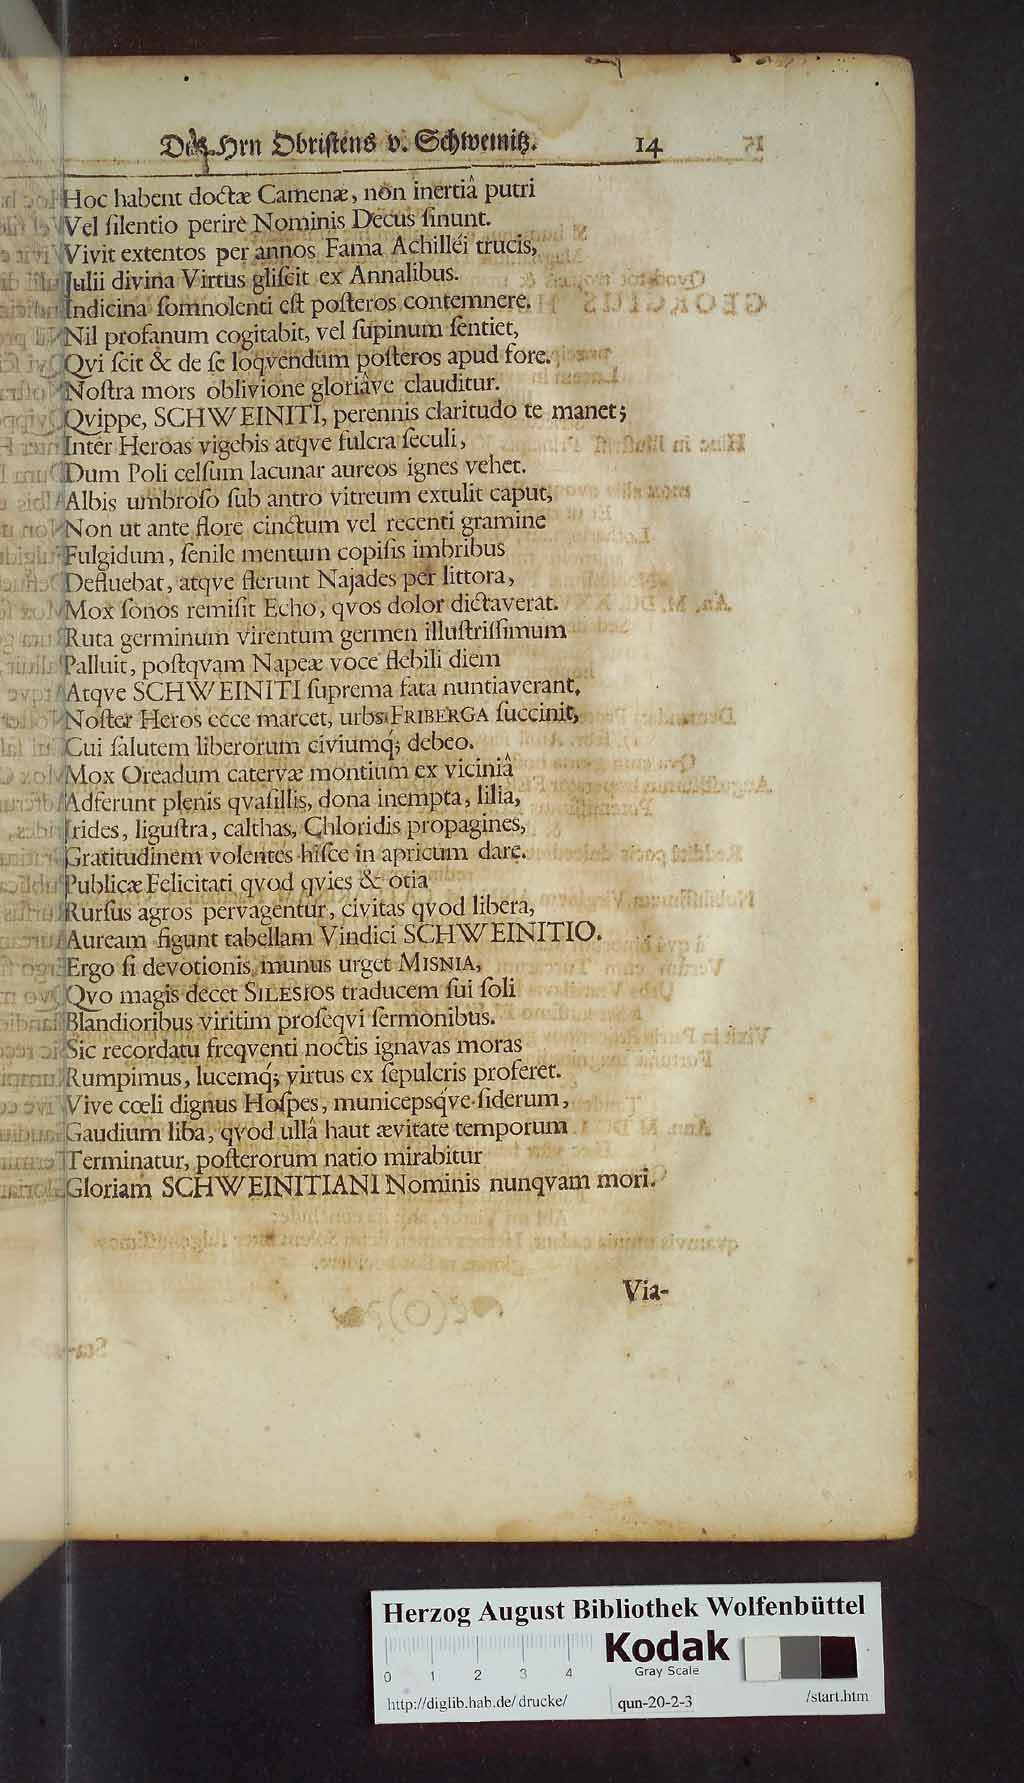 Deß Hrn Obristens v. Schweinitz. 14
Hoc habent doctæ Camenæ, non inertiâ putri
Vel ſilentio perire Nominis Decus ſinunt.
Vivit extentos per annos Fama Achilléi trucis,
Julii divina Virtus gliſcit ex Annalibus.
Indicina ſomnolenti eſt poſteros contemnere.
Nil profanum cogitabit, vel ſupinum ſentiet,
Qvi ſcit & de ſe loqvendum poſteros apud fore.
Noſtra mors oblivione gloriâve clauditur.
Qvippe, SCHWEINITI, perennis claritudo te manet;
Inter Heroas vigebis atqve fulcra ſeculi,
Dum Poli celſum lacunar aureos ignes vehet.
Albis umbroſo ſub antro vitreum extulit caput,
Non ut ante flore cinctum vel recenti gramine
Fulgidum, ſenile mentum copiſis imbribus
Defluebat, atqve flerunt Najades per littora,
Mox ſonos remiſit Echo, qvos dolor dictaverat.
Ruta germinum virentum germen illuſtriſſimum
Palluit, poſtqvam Napeæ voce flebili diem
Atqve SCHWEINITI ſuprema fata nuntiaverant.
Noſter Heros ecce marcet, urbs FRIBERGA ſuccinit,
Cui ſalutem liberorum civiumq́; debeo.
Mox Oreadum catervæ montium ex viciniâ
Adferunt plenis qvaſillis, dona inempta, lilia,
Irides, liguſtra, calthas, Chloridis propagines,
Gratitudinem volentes hiſce in apricum dare.
Publicæ Felicitati qvod qvies & otia
Rurſus agros pervagentur, civitas qvod libera,
Auream figunt tabellam Vindici SCHWEINITIO.
Ergo ſi devotionis munus urget MISNIA,
Qvo magis decet SILESIOS traducem ſui ſoli
Blandioribus viritim proſeqvi ſermonibus.
Sic recordatu freqventi noctis ignavas moras
Rumpimus, lucemq́; virtus ex ſepulcris proferet.
Vive cœli dignus Hoſpes, municepsq́ve ſiderum,
Gaudium liba, qvod ullâ haut ævitate temporum
Terminatur, poſterorum natio mirabitur
Gloriam SCHWEINITIANI Nominis nunqvam mori.
Via-
Herzog August Bibliothek Wolfenbüttel
0 1 2 3 4
Kodak
Gray Scale
http://diglib.hab.de/drucke/ qun-20-2-3 /start.htm